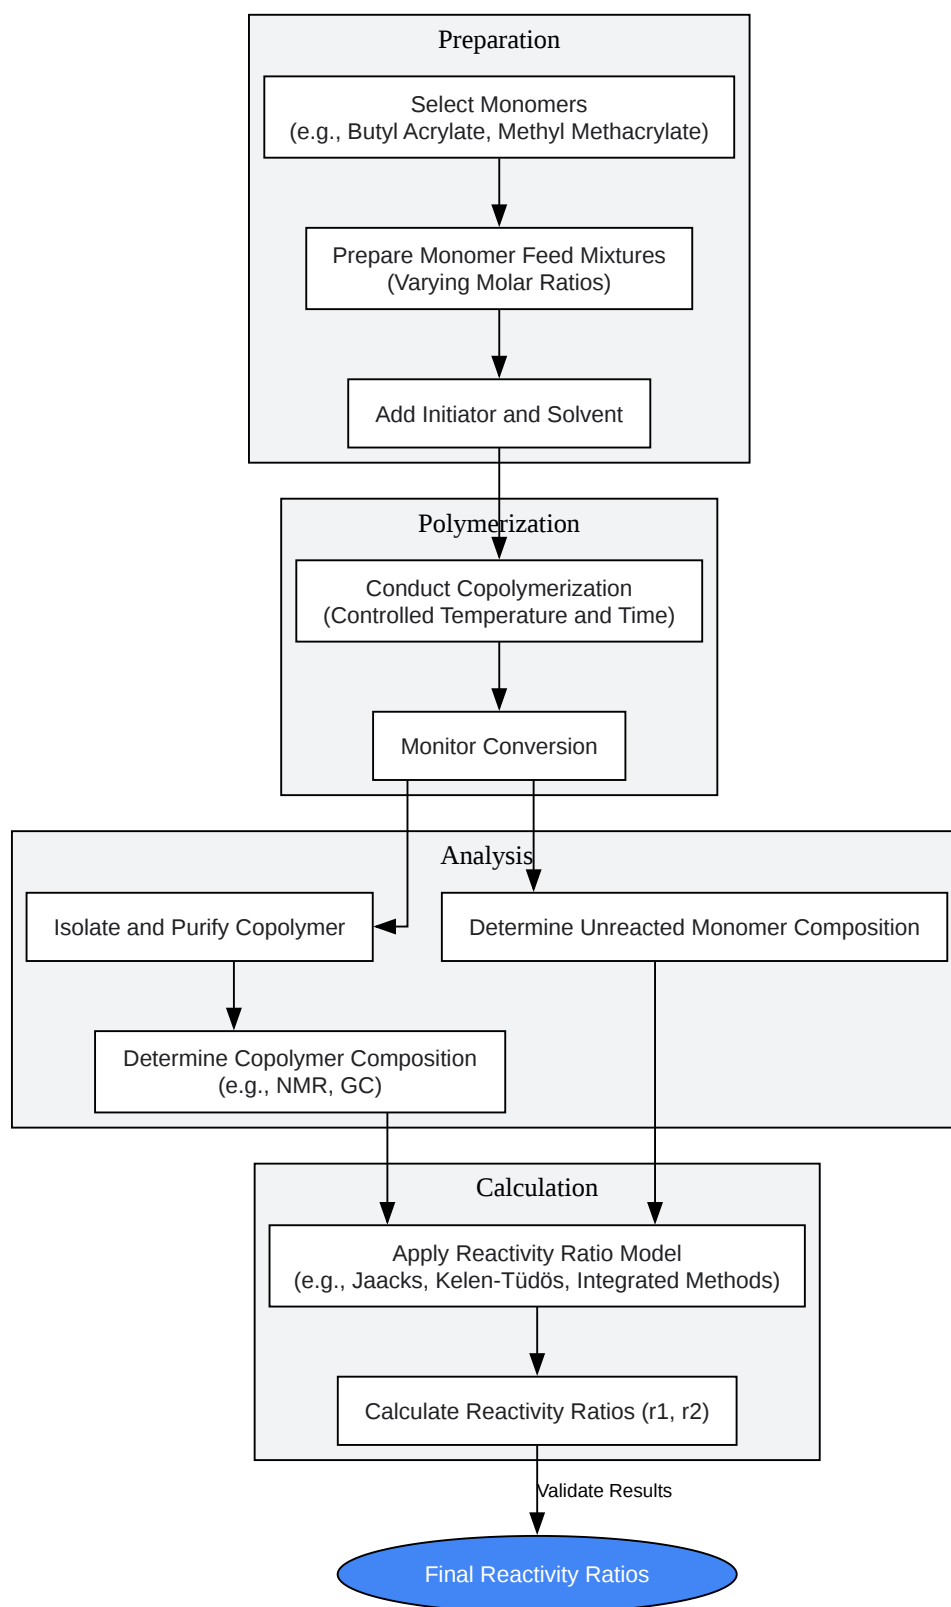 Preparation
Select Monomers
(e.g., Butyl Acrylate, Methyl Methacrylate)
Prepare Monomer Feed Mixtures
(Varying Molar Ratios)
Add Initiator and Solvent
Polymerization
Conduct Copolymerization
(Controlled Temperature and Time)
Monitor Conversion
Analysis
Isolate and Purify Copolymer
Determine Unreacted Monomer Composition
Determine Copolymer Composition
(e.g., NMR, GC)
Calculation
Apply Reactivity Ratio Model
(e.g., Jaacks, Kelen-Tüdös, Integrated Methods)
Calculate Reactivity Ratios (r1, r2)
Validate Results
Final Reactivity Ratios